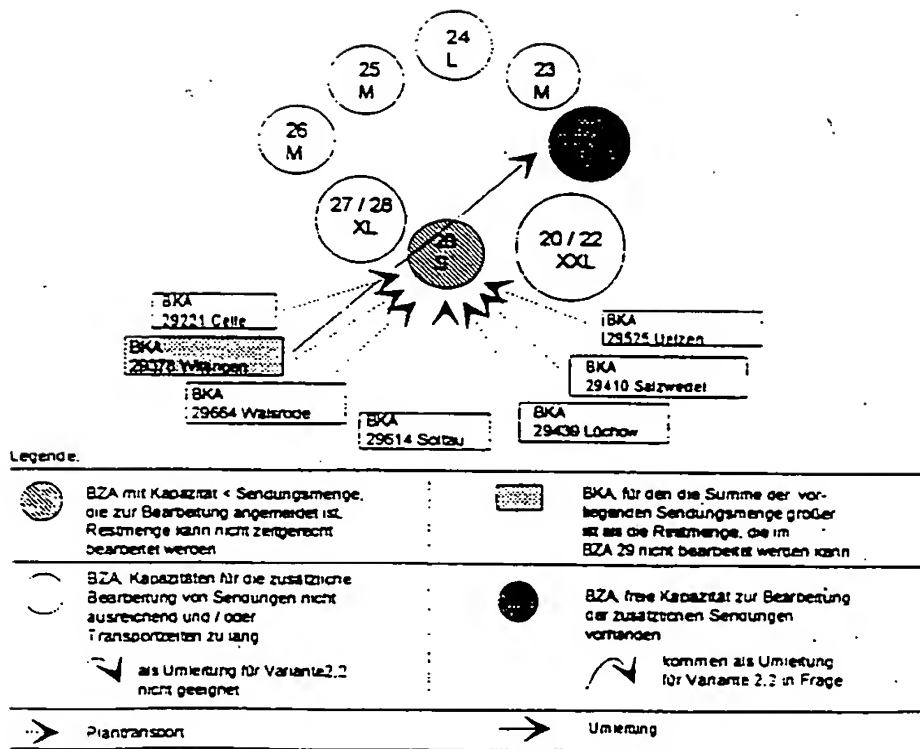 24
L
25
M
23
M
26
M
27 / 28
XL
20 / 22
XXL
BKA
29221 Celle
BKA
29525 Uelzen
BKA
29378 Wittingen
BKA
29410 Salzwedel
BKA
29664 Walsrode
BKA
29614 Soltau
BKA
29439 Lüchow
Legende:
BZA mit Kapazität < Sendungsmenge,
die zur Bearbeitung angemeldet ist,
Restmenge kann nicht zeitgerecht
bearbeitet werden
BKA, für den die Summe der vor-
liegenden Sendungsmenge größer
ist als die Restmenge, die im
BZA 29 nicht bearbeitet werden kann
BZA, Kapazitäten für die zusätzliche
Bearbeitung von Sendungen nicht
ausreichend und / oder
Transportzeiten zu lang
BZA, freie Kapazität zur Bearbeitung
der zusätzlichen Sendungen
vorhanden
als Umleitung für Variante2.2
nicht geeignet
kommen als Umleitung
für Variante 2.2 in Frage
Plantransport
Umleitung